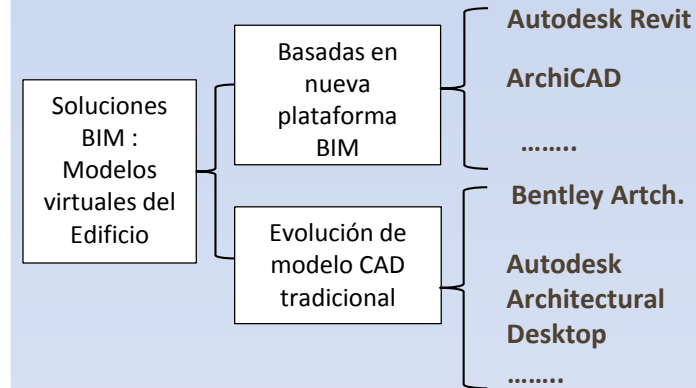 Soluciones
BIM :
Modelos
virtuales del
Edificio
Basadas en
nueva
plataforma
BIM
Autodesk Revit
ArchiCAD
........
Evolución de
modelo CAD
tradicional
Bentley Artch.
Autodesk
Architectural
Desktop
........